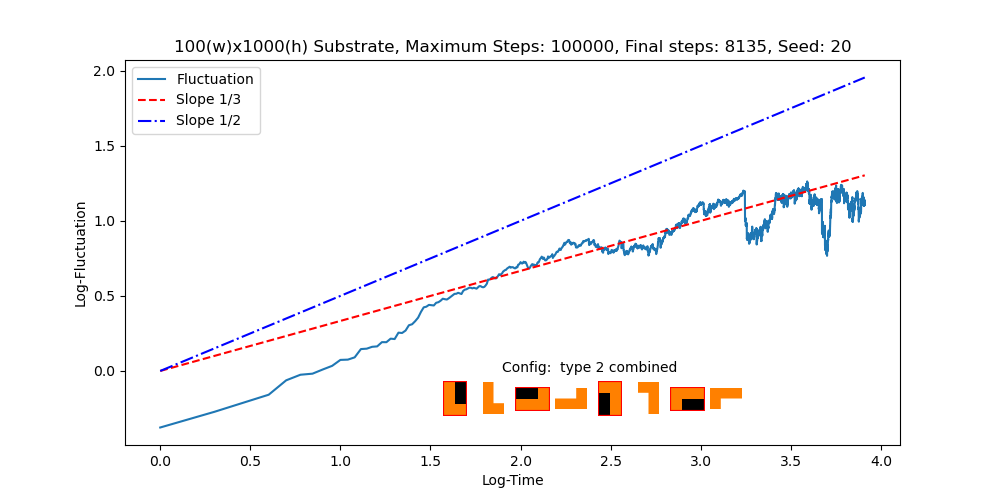 100(w)x1000(h) Substrate, Maximum Steps: 100000, Final steps: 8135, Seed: 20
Fluctuation
Slope 1/3
Slope 1/2
2.0
1.5
1.0
0.5
0.0
Log-Fluctuation
Config:  type 2 combined
0.0 0.5 1.0 1.5 2.0 2.5 3.0 3.5 4.0
Log-Time